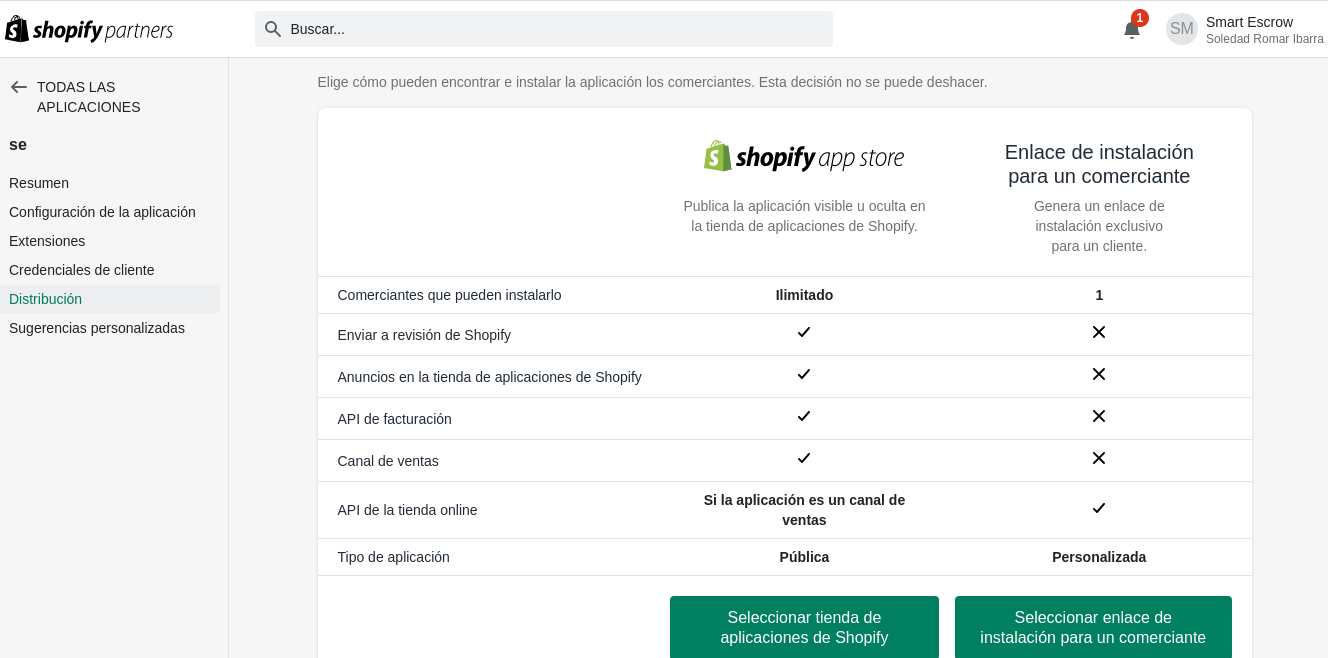 shopify partners
Buscar...
1
SM
Smart Escrow
Soledad Romar Ibarra
TODAS LAS
APLICACIONES
se
Resumen
Configuración de la aplicación
Extensiones
Credenciales de cliente
Distribución
Sugerencias personalizadas
Elige cómo pueden encontrar e instalar la aplicación los comerciantes. Esta decisión no se puede deshacer.
shopify app store
Publica la aplicación visible u oculta en
la tienda de aplicaciones de Shopify.
Enlace de instalación
para un comerciante
Genera un enlace de
instalación exclusivo
para un cliente.
Comerciantes que pueden instalarlo Ilimitado 1
Enviar a revisión de Shopify
Anuncios en la tienda de aplicaciones de Shopify
API de facturación
Canal de ventas
API de la tienda online
Si la aplicación es un canal de
ventas
Tipo de aplicación Pública Personalizada
Seleccionar tienda de
aplicaciones de Shopify
Seleccionar enlace de
instalación para un comerciante